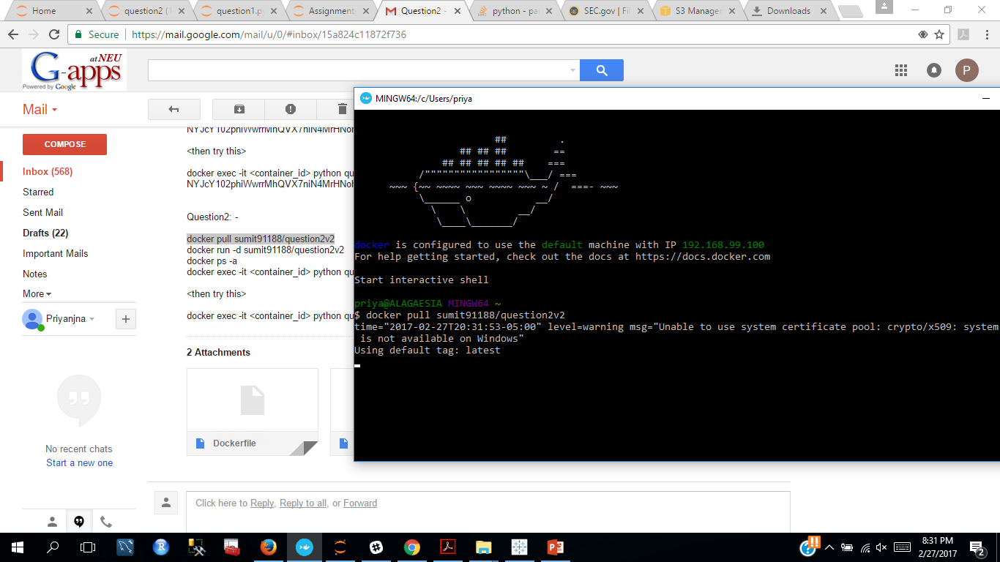 Home
question2 (1
question1.py
Assignment
Question2 -
python - pa
SEC.gov | Fi
S3 Manage
Downloads
Secure
https://mail.google.com/mail/u/0/#inbox/15a824c11872f736
at NEU
G-apps
Powered by Google
P
Mail
COMPOSE
Inbox (568)
Starred
Sent Mail
Drafts (22)
Important Mails
Notes
More
Priyanjna
No recent chats
Start a new one
<then try this>
docker exec -it <container_id> python qu
Question2: -
docker pull sumit91188/question2v2
docker run -d sumit91188/question2v2
docker ps -a
docker exec -it <container_id> python qu
<then try this>
docker exec -it <container_id> python qu
2 Attachments
Dockerfile
Click here to Reply, Reply to all, or Forward
MINGW64:/c/Users/priya
## .
## ## ## ==
## ## ## ## ## ===
/"""""""""""""""""\___/ ===
~~~ {~~ ~~~~ ~~~ ~~~~ ~~~ ~ / ===- ~~~
\______ o __/
\ \ __/
\____\_______/
docker is configured to use the default machine with IP 192.168.99.100
For help getting started, check out the docs at https://docs.docker.com
Start interactive shell
priya@ALAGAESIA MINGW64 ~
$ docker pull sumit91188/question2v2
time="2017-02-27T20:31:53-05:00" level=warning msg="Unable to use system certificate pool: crypto/x509: system
is not available on Windows"
Using default tag: latest
8:31 PM
2/27/2017
2